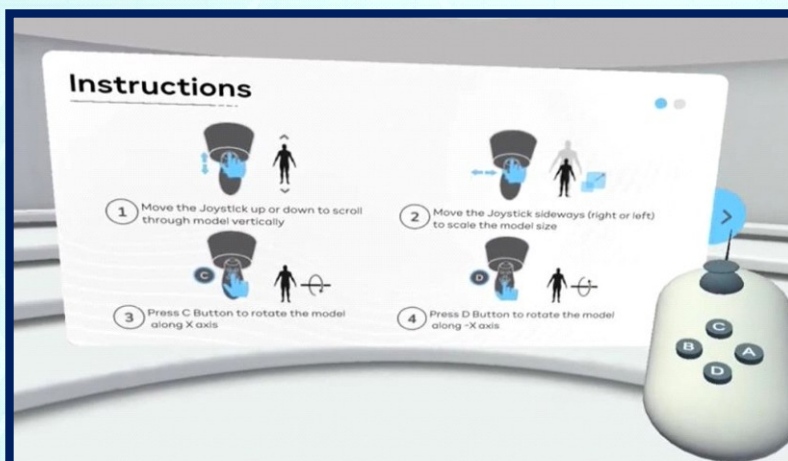 Instructions
C
D
1 Move the Joystick up or down to scroll
through model vertically
2 Move the Joystick sideways (right or left)
to scale the model size
3 Press C Button to rotate the model
along X axis
4 Press D Button to rotate the model
along -X axis
C
B
A
D